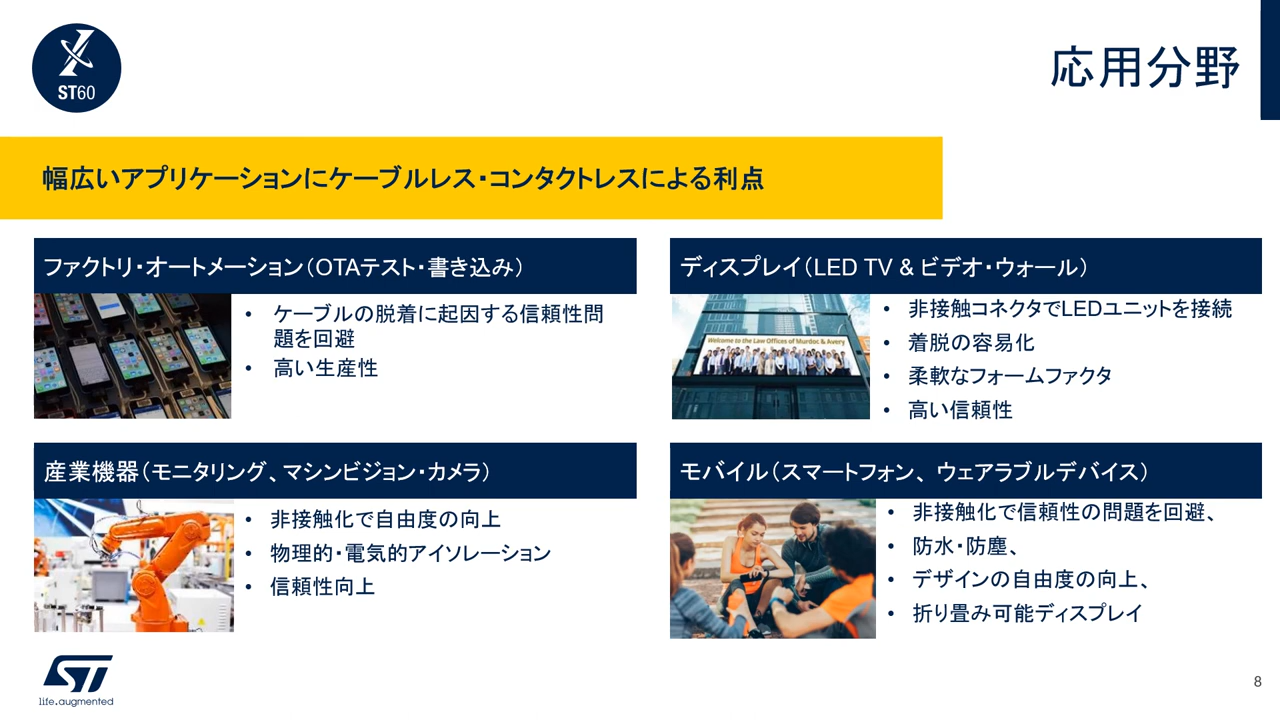 ST60
応用分野
幅広いアプリケーションにケーブルレス・コンタクトレスによる利点
ファクトリ・オートメーション（OTAテスト・書き込み）
• ケーブルの脱着に起因する信頼性問
題を回避
• 高い生産性
ディスプレイ（LED TV & ビデオ・ウォール）
Welcome to the Law Offices of Murdoc & Avery
• 非接触コネクタでLEDユニットを接続
• 着脱の容易化
• 柔軟なフォームファクタ
• 高い信頼性
産業機器（モニタリング、マシンビジョン・カメラ）
• 非接触化で自由度の向上
• 物理的・電気的アイソレーション
• 信頼性向上
モバイル（スマートフォン、ウェアラブルデバイス）
• 非接触化で信頼性の問題を回避、
• 防水・防塵、
• デザインの自由度の向上、
• 折り畳み可能ディスプレイ
ST
life.augmented
8